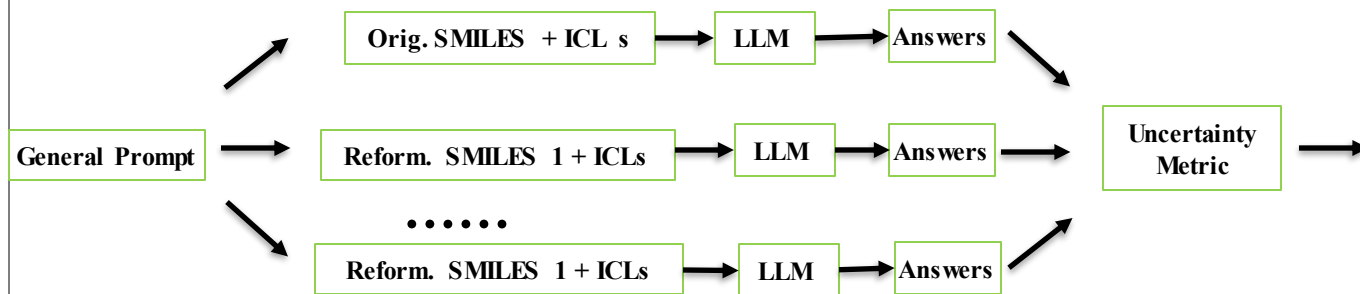 Orig. SMILES + ICL s
LLM
Answers
General Prompt
Reform. SMILES 1 + ICLs
LLM
Answers
Uncertainty
Metric
......
Reform. SMILES 1 + ICLs
LLM
Answers